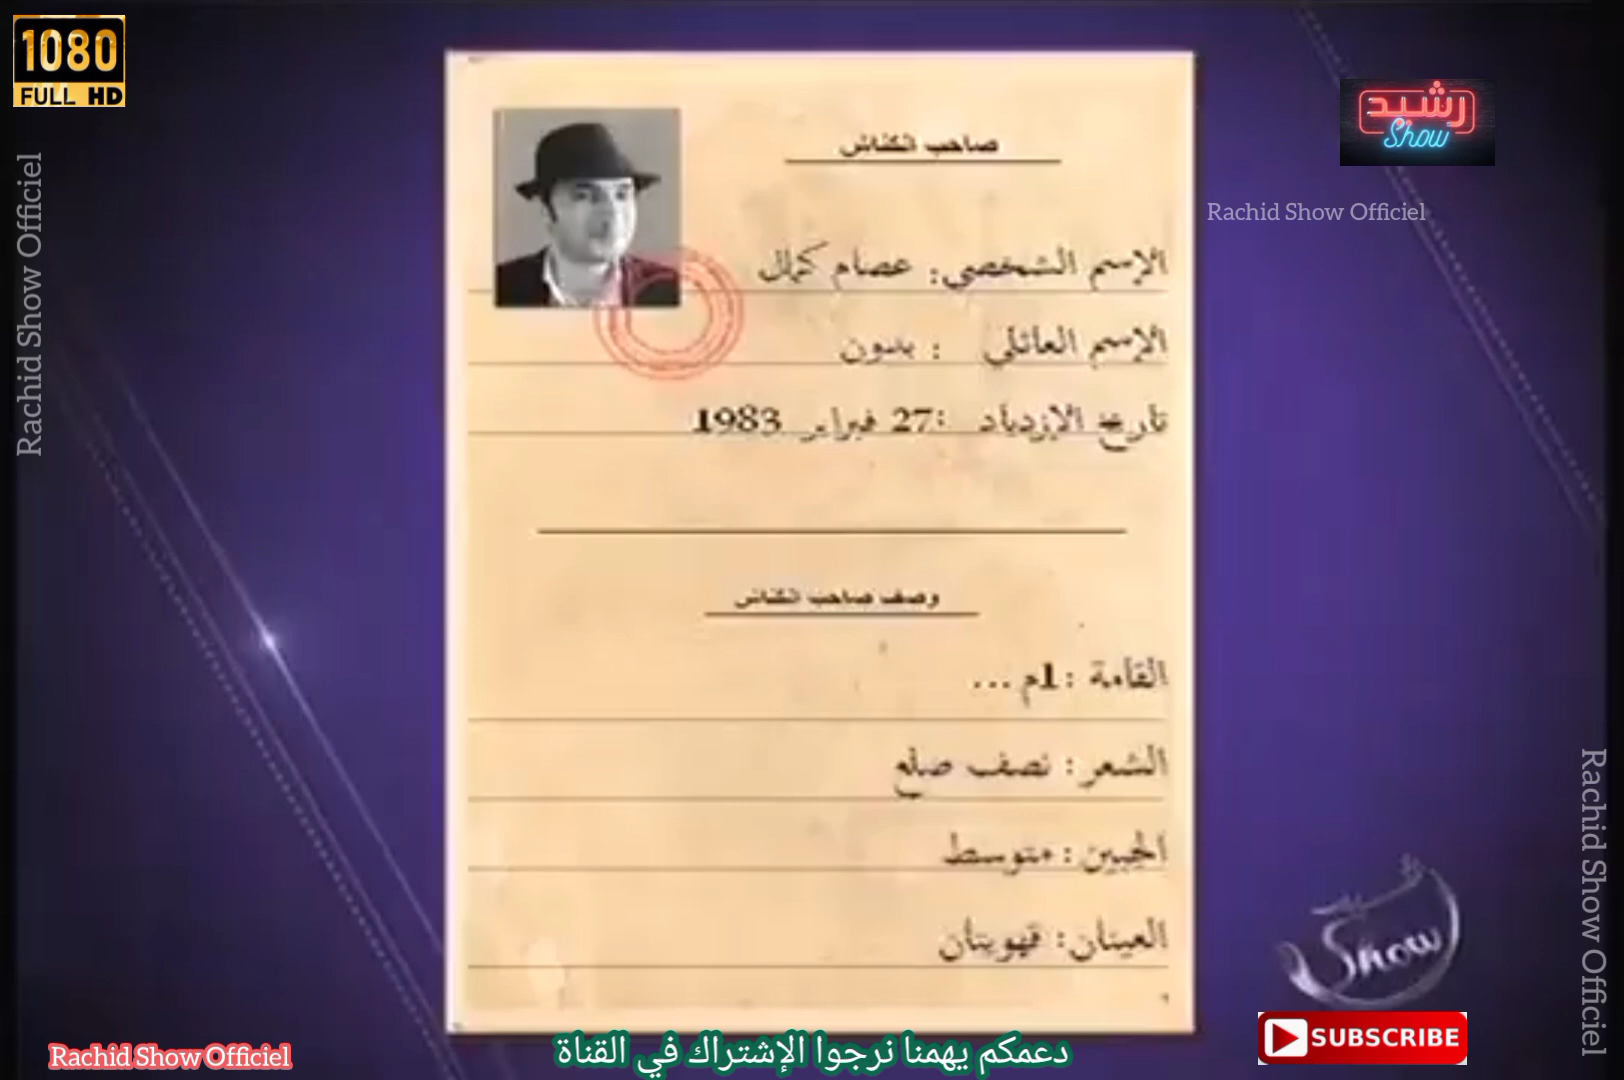 1080
FULL HD
رشيد
Show
Rachid Show Officiel
Rachid Show Officiel
صاحب الكناش
الإسم الشخصي: عصام كمال
الإسم العائلي : بدون
تاريخ الإزدياد :27 فبراير 1983
وصف صاحب الكناش
القامة :1م ...
الشعر: نصف صلع
الجبين: متوسط
العينان: قهويتان
Show
Rachid Show Officiel
SUBSCRIBE
Rachid Show Officiel
دعمكم يهمنا نرجوا الإشتراك في القناة